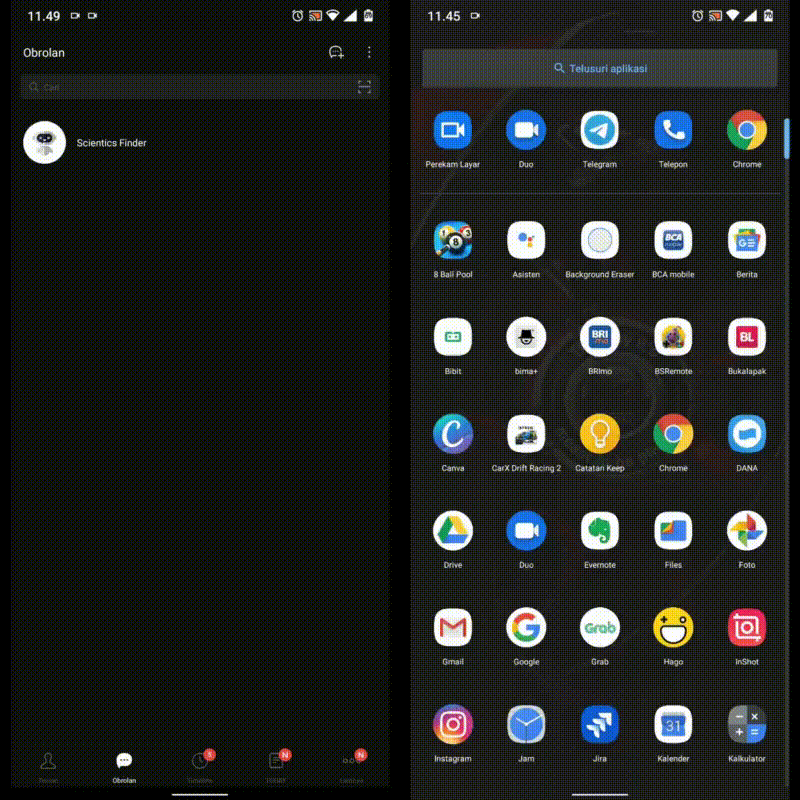 11.49
Obrolan
Cari
Scientics Finder
Obrolan
5
N
N
11.45
Telusuri aplikasi
Perekam Layar
Duo
Telegram
Telepon
Chrome
8 Ball Pool
Asisten
Background Eraser
BCA mobile
Berita
Bibit
bima+
BRImo
BSRemote
Bukalapak
Canva
CarX Drift Racing 2
Catatan Keep
Chrome
DANA
Drive
Duo
Evernote
Files
Foto
Gmail
Google
Grab
Hago
InShot
Instagram
Jam
Jira
Kalender
Kalkulator